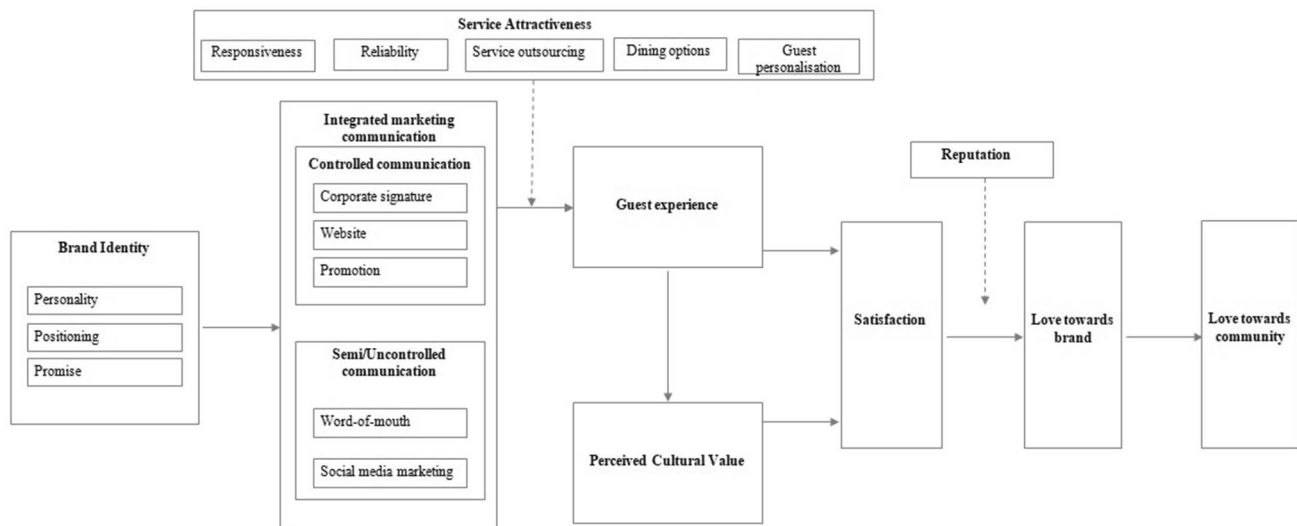 Service Attractiveness
Responsiveness
Reliability
Service outsourcing
Dining options
Guest
personalisation
Integrated marketing
communication
Controlled communication
Corporate signature
Website
Promotion
Semi/Uncontrolled
communication
Word-of-mouth
Social media marketing
Brand Identity
Personality
Positioning
Promise
Guest experience
Perceived Cultural Value
Satisfaction
Reputation
Love towards
brand
Love towards
community